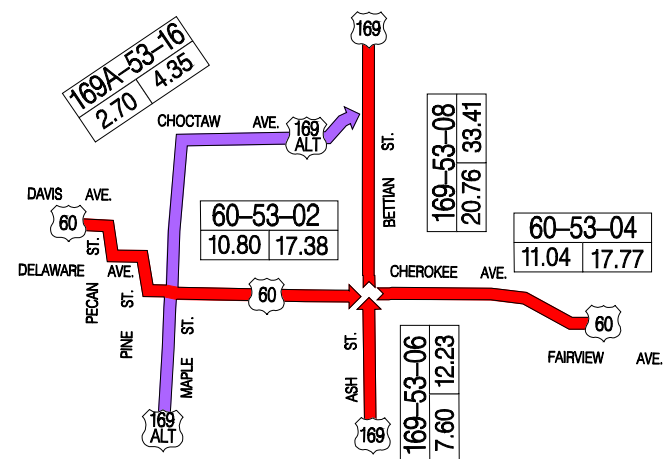 169
169A–53–16
2.70 4.35
CHOCTAW AVE.
169
ALT
BETTIAN ST.
169–53–08
20.76 33.41
DAVIS AVE.
60
PECAN ST.
60–53–02
10.80 17.38
60–53–04
11.04 17.77
DELAWARE AVE.
CHEROKEE AVE.
60
PINE ST.
MAPLE ST.
60
FAIRVIEW AVE.
ASH ST.
169–53–06
7.60 12.23
169
ALT
169